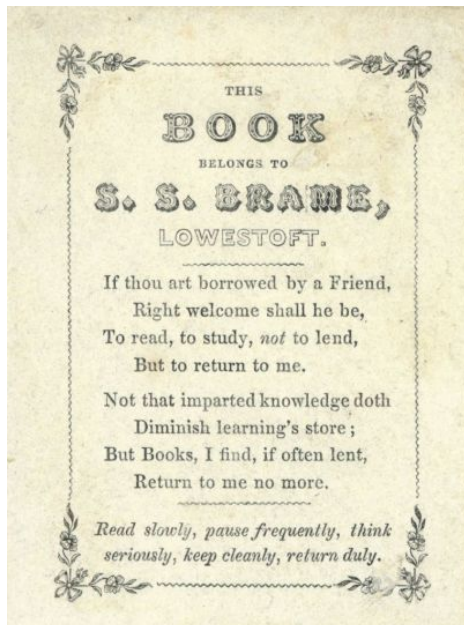 THIS
BOOK
BELONGS TO
S. S. BRAME,
LOWESTOFT.
If thou art borrowed by a Friend,
Right welcome shall he be,
To read, to study, not to lend,
But to return to me.
Not that imparted knowledge doth
Diminish learning's store;
But Books, I find, if often lent,
Return to me no more.
Read slowly, pause frequently, think
seriously, keep cleanly, return duly.